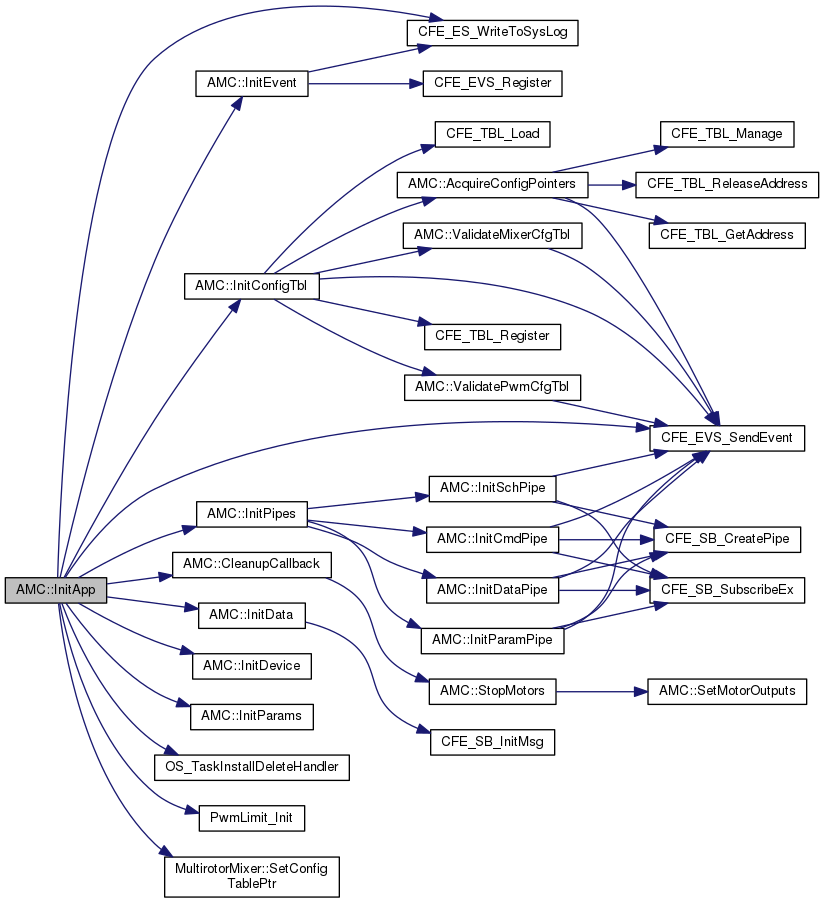 CFE_ES_WriteToSysLog
AMC::InitEvent
CFE_EVS_Register
CFE_TBL_Load
CFE_TBL_Manage
AMC::AcquireConfigPointers
CFE_TBL_ReleaseAddress
AMC::ValidateMixerCfgTbl
CFE_TBL_GetAddress
AMC::InitConfigTbl
CFE_TBL_Register
AMC::ValidatePwmCfgTbl
CFE_EVS_SendEvent
AMC::InitSchPipe
AMC::InitPipes
AMC::InitCmdPipe
CFE_SB_CreatePipe
AMC::CleanupCallback
AMC::InitApp
AMC::InitDataPipe
CFE_SB_SubscribeEx
AMC::InitData
AMC::InitParamPipe
AMC::InitDevice
AMC::StopMotors
AMC::SetMotorOutputs
AMC::InitParams
CFE_SB_InitMsg
OS_TaskInstallDeleteHandler
PwmLimit_Init
MultirotorMixer::SetConfig
TablePtr